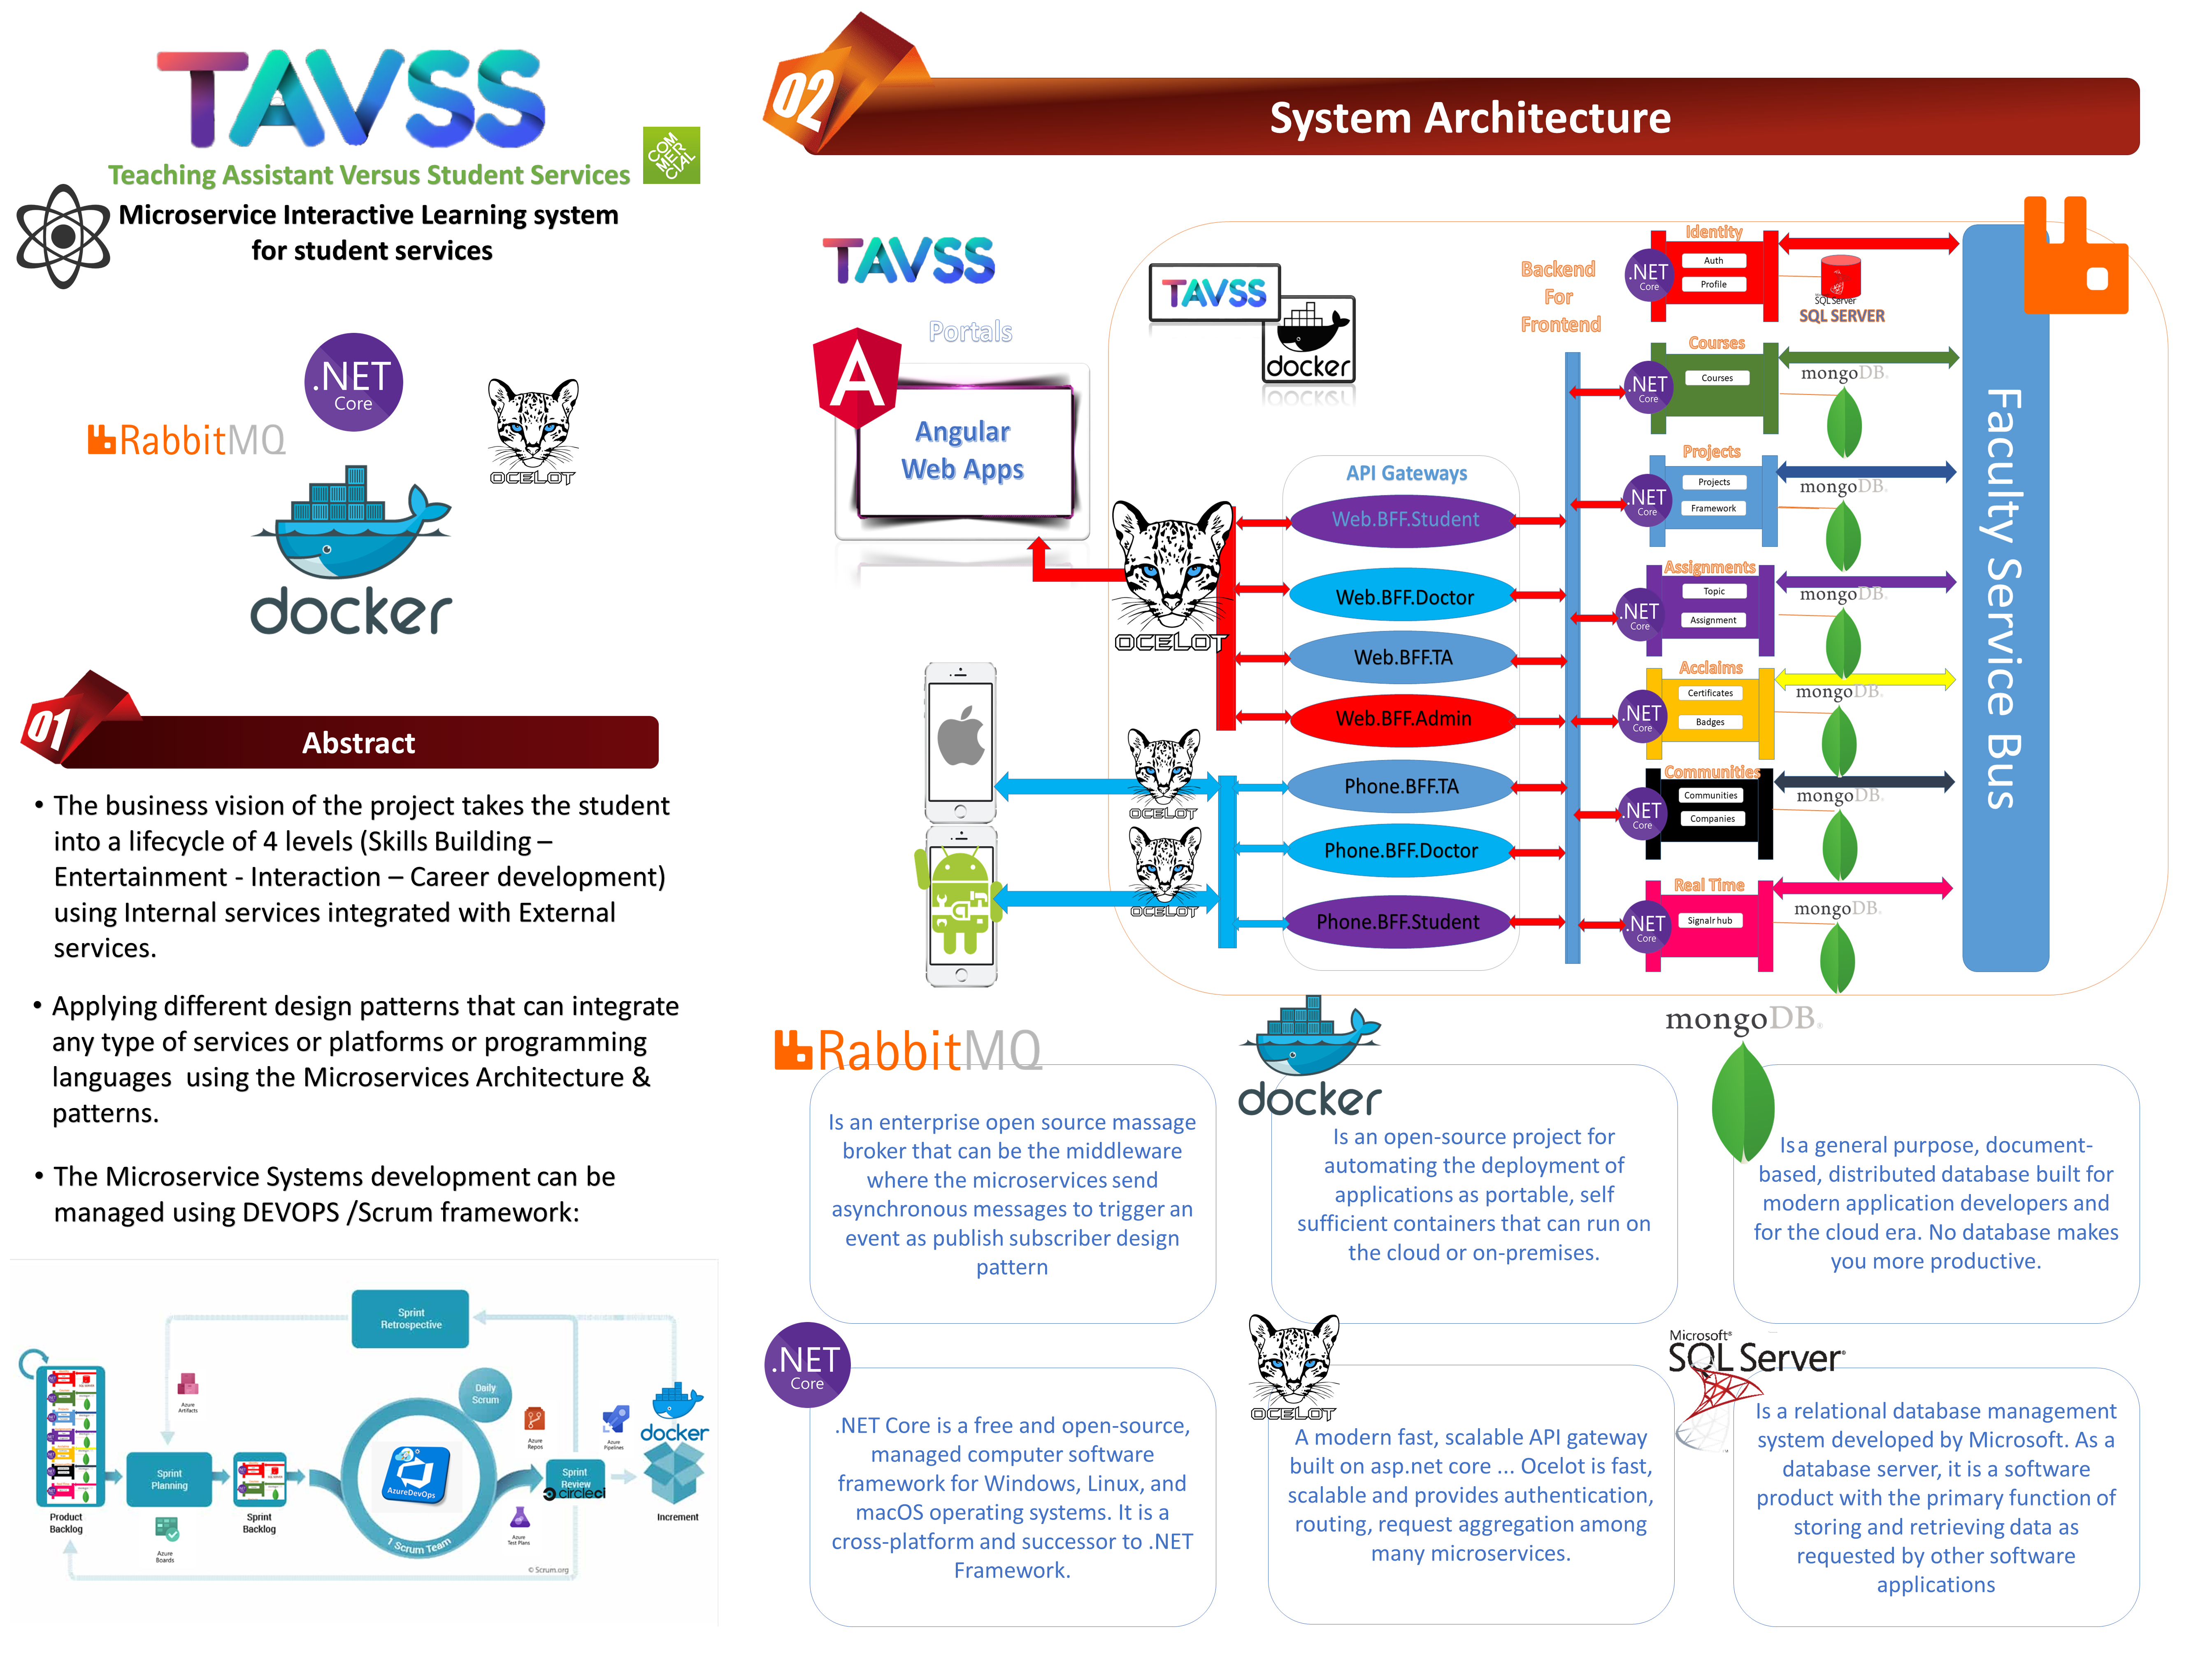 TAVSS
Teaching Assistant Versus Student Services
COM
MER
CIAL
Microservice Interactive Learning system
for student services
.NET
Core
RabbitMQ
OCELOT
docker
01
Abstract
• The business vision of the project takes the student
into a lifecycle of 4 levels (Skills Building –
Entertainment - Interaction – Career development)
using Internal services integrated with External
services.
• Applying different design patterns that can integrate
any type of services or platforms or programming
languages using the Microservices Architecture &
patterns.
• The Microservice Systems development can be
managed using DEVOPS /Scrum framework:
Sprint
Retrospective
Azure
Artifacts
Daily
Scrum
Azure
Repos
Azure
Pipelines
docker
Sprint
Planning
AzureDevOps
Sprint
Review
circleci
Product
Backlog
Sprint
Backlog
Increment
Azure
Boards
1 Scrum Team
Azure
Test Plans
© Scrum.org
02
System Architecture
TAVSS
Portals
Angular
Web Apps
TAVSS
docker
Backend
For
Frontend
OCELOT
OCELOT
OCELOT
API Gateways
Web.BFF.Student
Web.BFF.Doctor
Web.BFF.TA
Web.BFF.Admin
Phone.BFF.TA
Phone.BFF.Doctor
Phone.BFF.Student
Identity
.NET
Core
Auth
Profile
SQL Server
SQL SERVER
Courses
.NET
Core
Courses
mongoDB.
Projects
.NET
Core
Projects
Framework
mongoDB.
Assignments
.NET
Core
Topic
Assignment
mongoDB.
Acclaims
.NET
Core
Certificates
Badges
mongoDB.
Communities
.NET
Core
Communities
Companies
mongoDB.
Real Time
.NET
Core
Signalr hub
mongoDB.
Faculty Service Bus
RabbitMQ
Is an enterprise open source massage
broker that can be the middleware
where the microservices send
asynchronous messages to trigger an
event as publish subscriber design
pattern
docker
Is an open-source project for
automating the deployment of
applications as portable, self
sufficient containers that can run on
the cloud or on-premises.
mongoDB.
Is a general purpose, document-
based, distributed database built for
modern application developers and
for the cloud era. No database makes
you more productive.
.NET
Core
.NET Core is a free and open-source,
managed computer software
framework for Windows, Linux, and
macOS operating systems. It is a
cross-platform and successor to .NET
Framework.
OCELOT
A modern fast, scalable API gateway
built on asp.net core ... Ocelot is fast,
scalable and provides authentication,
routing, request aggregation among
many microservices.
Microsoft®
SQL Server®
Is a relational database management
system developed by Microsoft. As a
database server, it is a software
product with the primary function of
storing and retrieving data as
requested by other software
applications